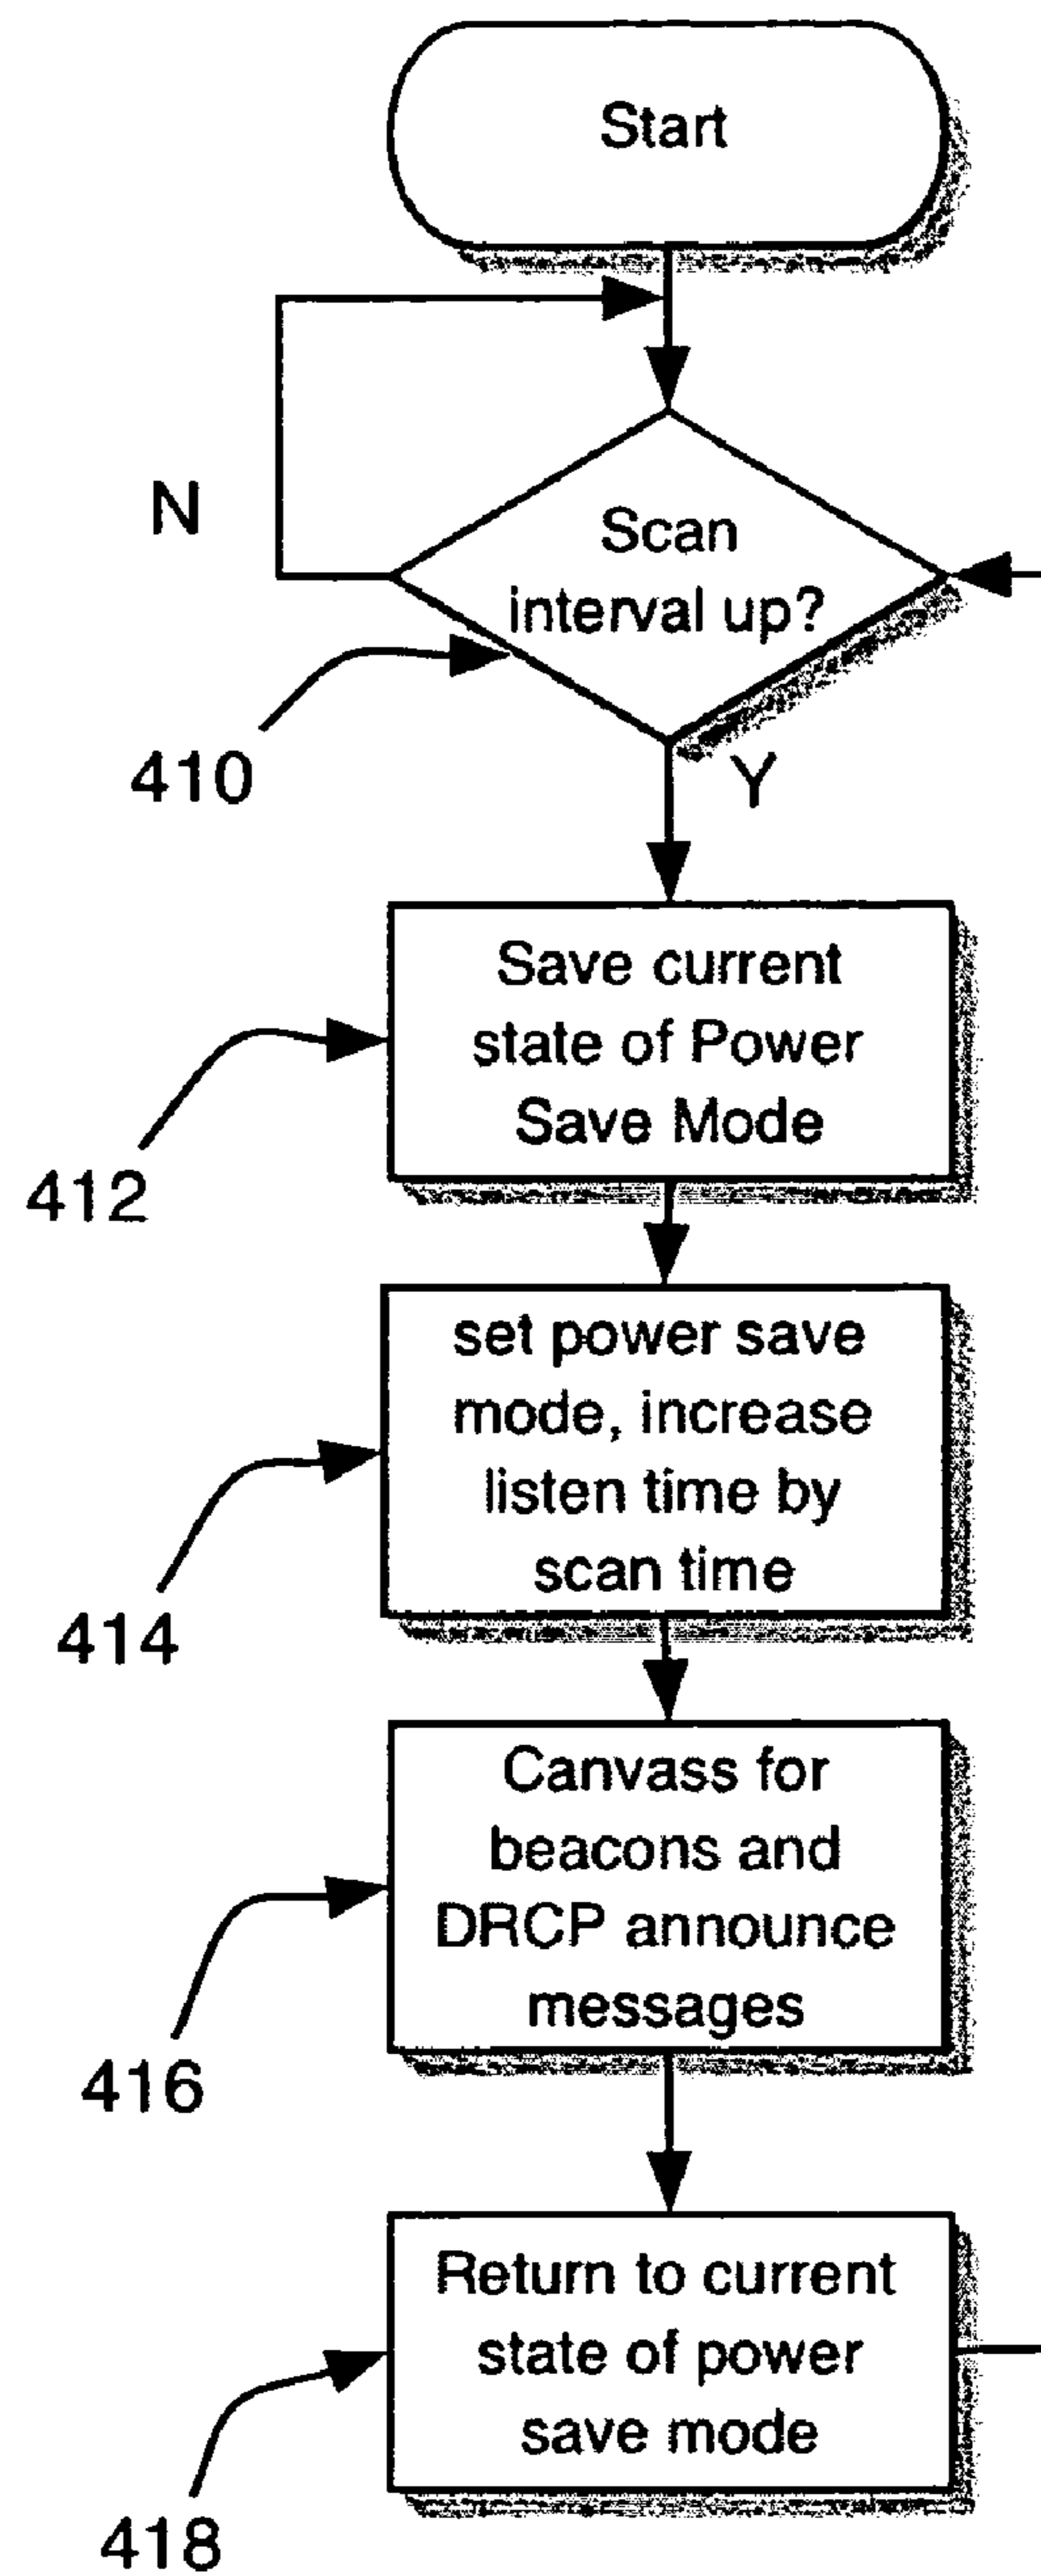 Start
N
Scan
interval up?
410
Y
Save current
state of Power
Save Mode
412
set power save
mode, increase
listen time by
scan time
414
Canvass for
beacons and
DRCP announce
messages
416
Return to current
state of power
save mode
418